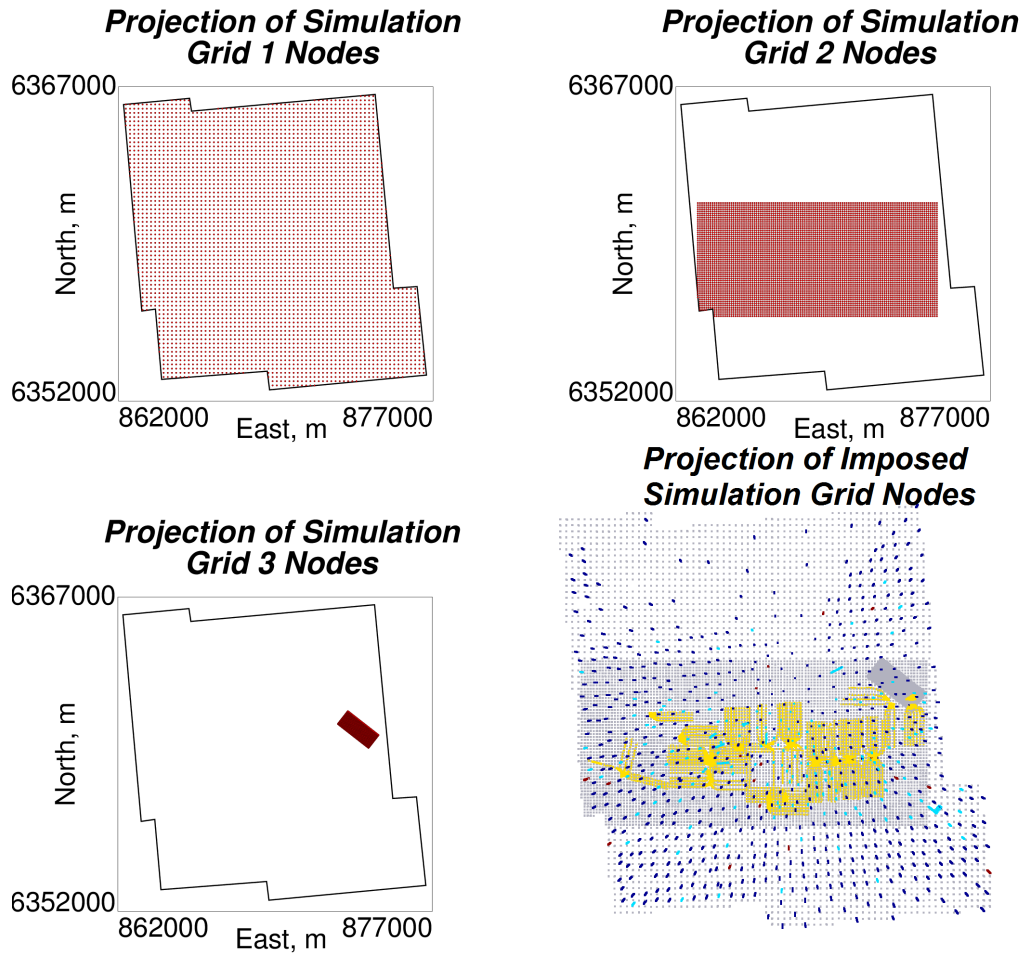 Projection of Simulation
Grid 1 Nodes
6367000
North, m
6352000
862000
877000
East, m
Projection of Simulation
Grid 2 Nodes
6367000
North, m
6352000
862000
877000
East, m
Projection of Simulation
Grid 3 Nodes
6367000
North, m
6352000
862000
877000
East, m
Projection of Imposed
Simulation Grid Nodes